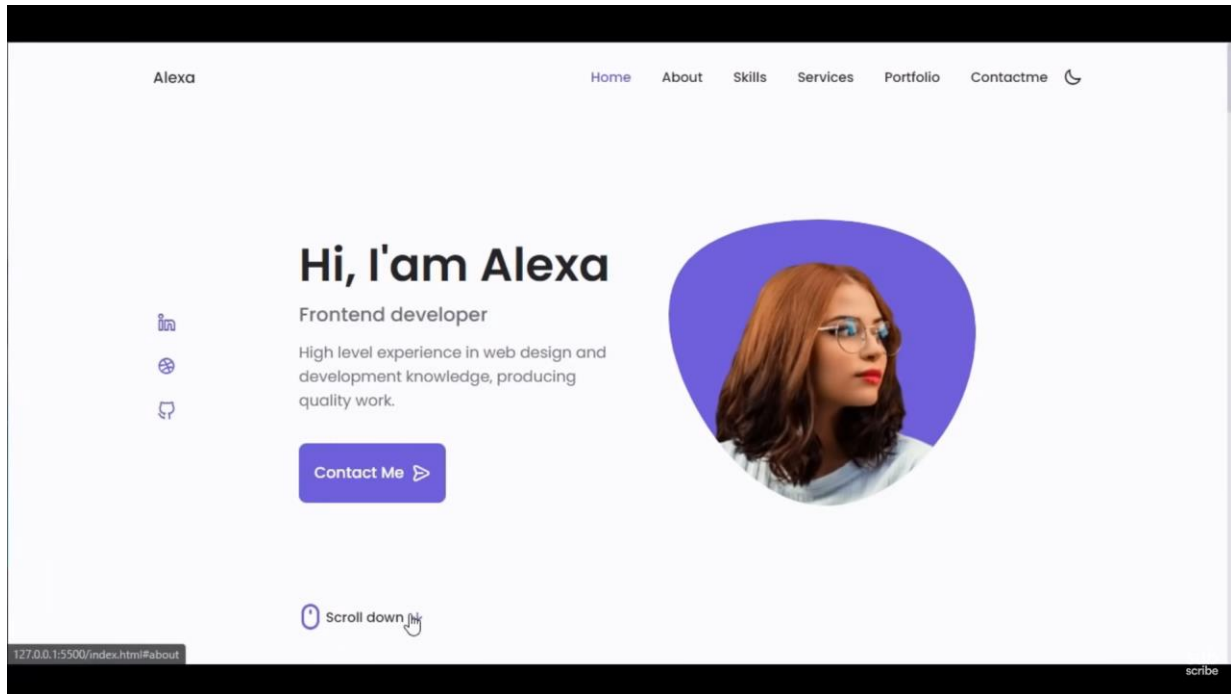 Alexa
Home About Skills Services Portfolio Contactme
Hi, I'am Alexa
Frontend developer
High level experience in web design and
development knowledge, producing
quality work.
Contact Me
Scroll down
127.0.0.1:5500/index.html#about
scribe